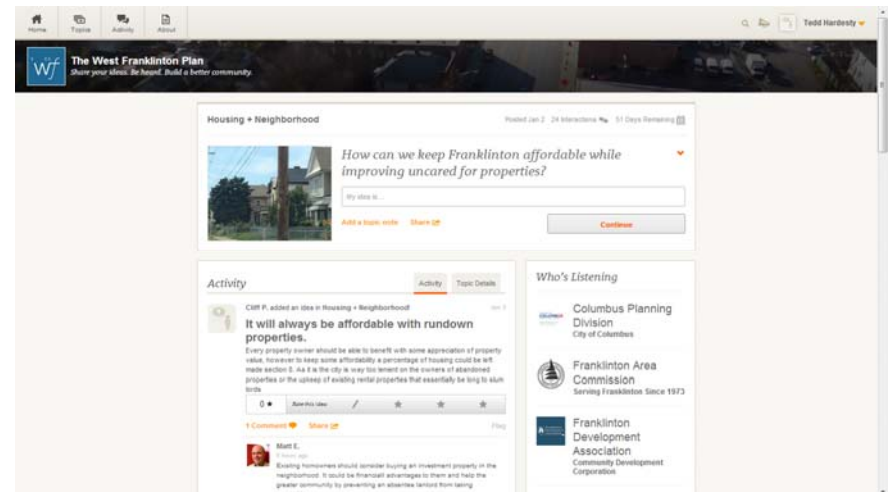 Home Topics Activity About
Tedd Hardesty
Wf
The West Franklinton Plan
Share your ideas. Be heard. Build a better community.
Housing + Neighborhood
Posted Jan 2 24 Interactions 51 Days Remaining
How can we keep Franklinton affordable while
improving uncared for properties?
My idea is...
Add a topic note Share
Continue
Activity
Activity Topic Details
Cliff P. added an idea in Housing + Neighborhood!
It will always be affordable with rundown
properties.
Every property owner should be able to benefit with some appreciation of property
value, however to keep some affordability a percentage of housing could be left
made section 8. As it is the city is way too lenient on the owners of abandoned
properties or the upkeep of existing rental properties that essentially be long to slum
lords
0 Rate this idea
1 Comment Share Flag
Matt E.
Existing homeowners should consider buying an investment property in the
neighborhood. It could be financialt advantages to them and help the
greater community by preventing an absentee lanlord from taking
Who's Listening
Columbus Planning
Division
City of Columbus
Franklinton Area
Commission
Serving Franklinton Since 1973
Franklinton
Development
Association
Community Development
Corporation